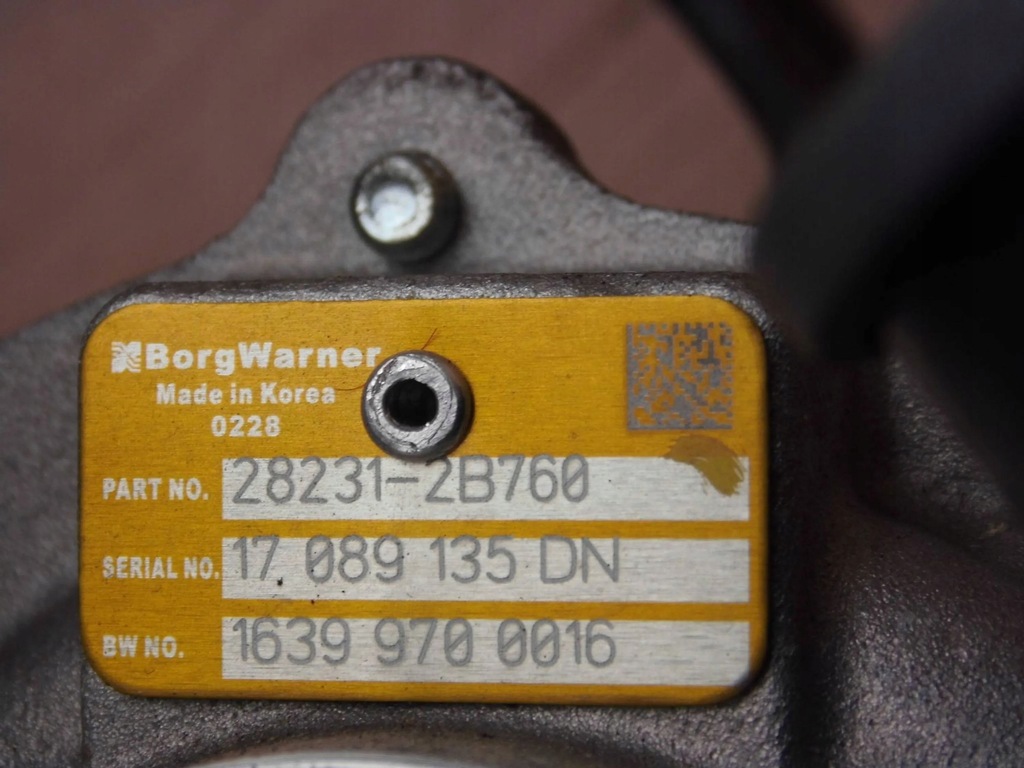 BorgWarner
Made in Korea
0228
PART NO. 28231-2B760
SERIAL NO. 17 089 135 DN
BW NO. 1639 970 0016